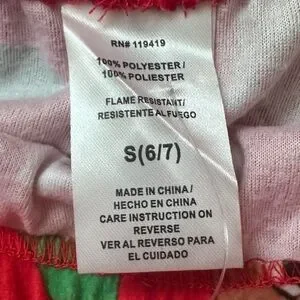 RN# 119419
100% POLYESTER/
100% POLIESTER
FLAME RESISTANT/
RESISTENTE AL FUEGO
S(6/7)
MADE IN CHINA/
HECHO EN CHINA
CARE INSTRUCTION ON
REVERSE
VER AL REVERSO PARA
EL CUIDADO